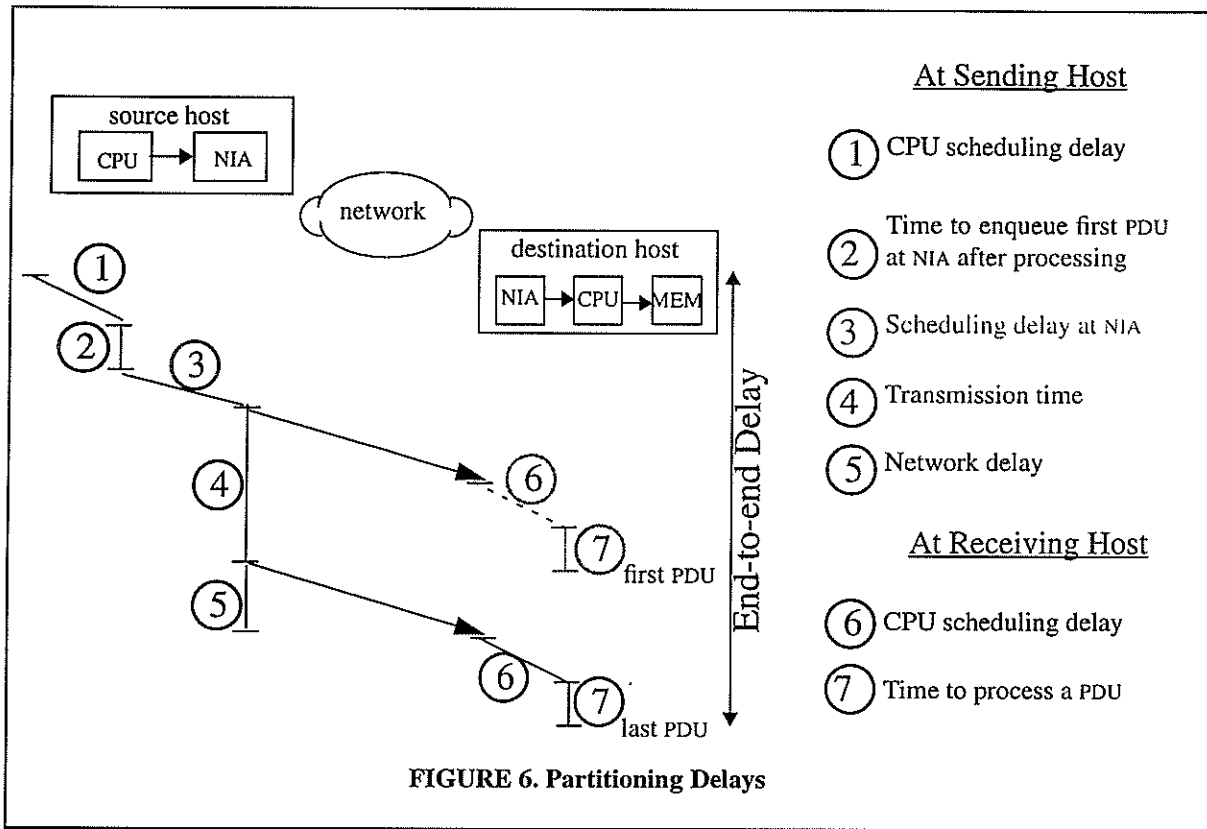 At Sending Host
source host
CPU
NIA
1 CPU scheduling delay
network
2 Time to enqueue first PDU
at NIA after processing
destination host
NIA
CPU
MEM
3 Scheduling delay at NIA
4 Transmission time
5 Network delay
1
2
3
4
5
6
7
first PDU
6
7
last PDU
End-to-end Delay
At Receiving Host
6 CPU scheduling delay
7 Time to process a PDU
FIGURE 6. Partitioning Delays